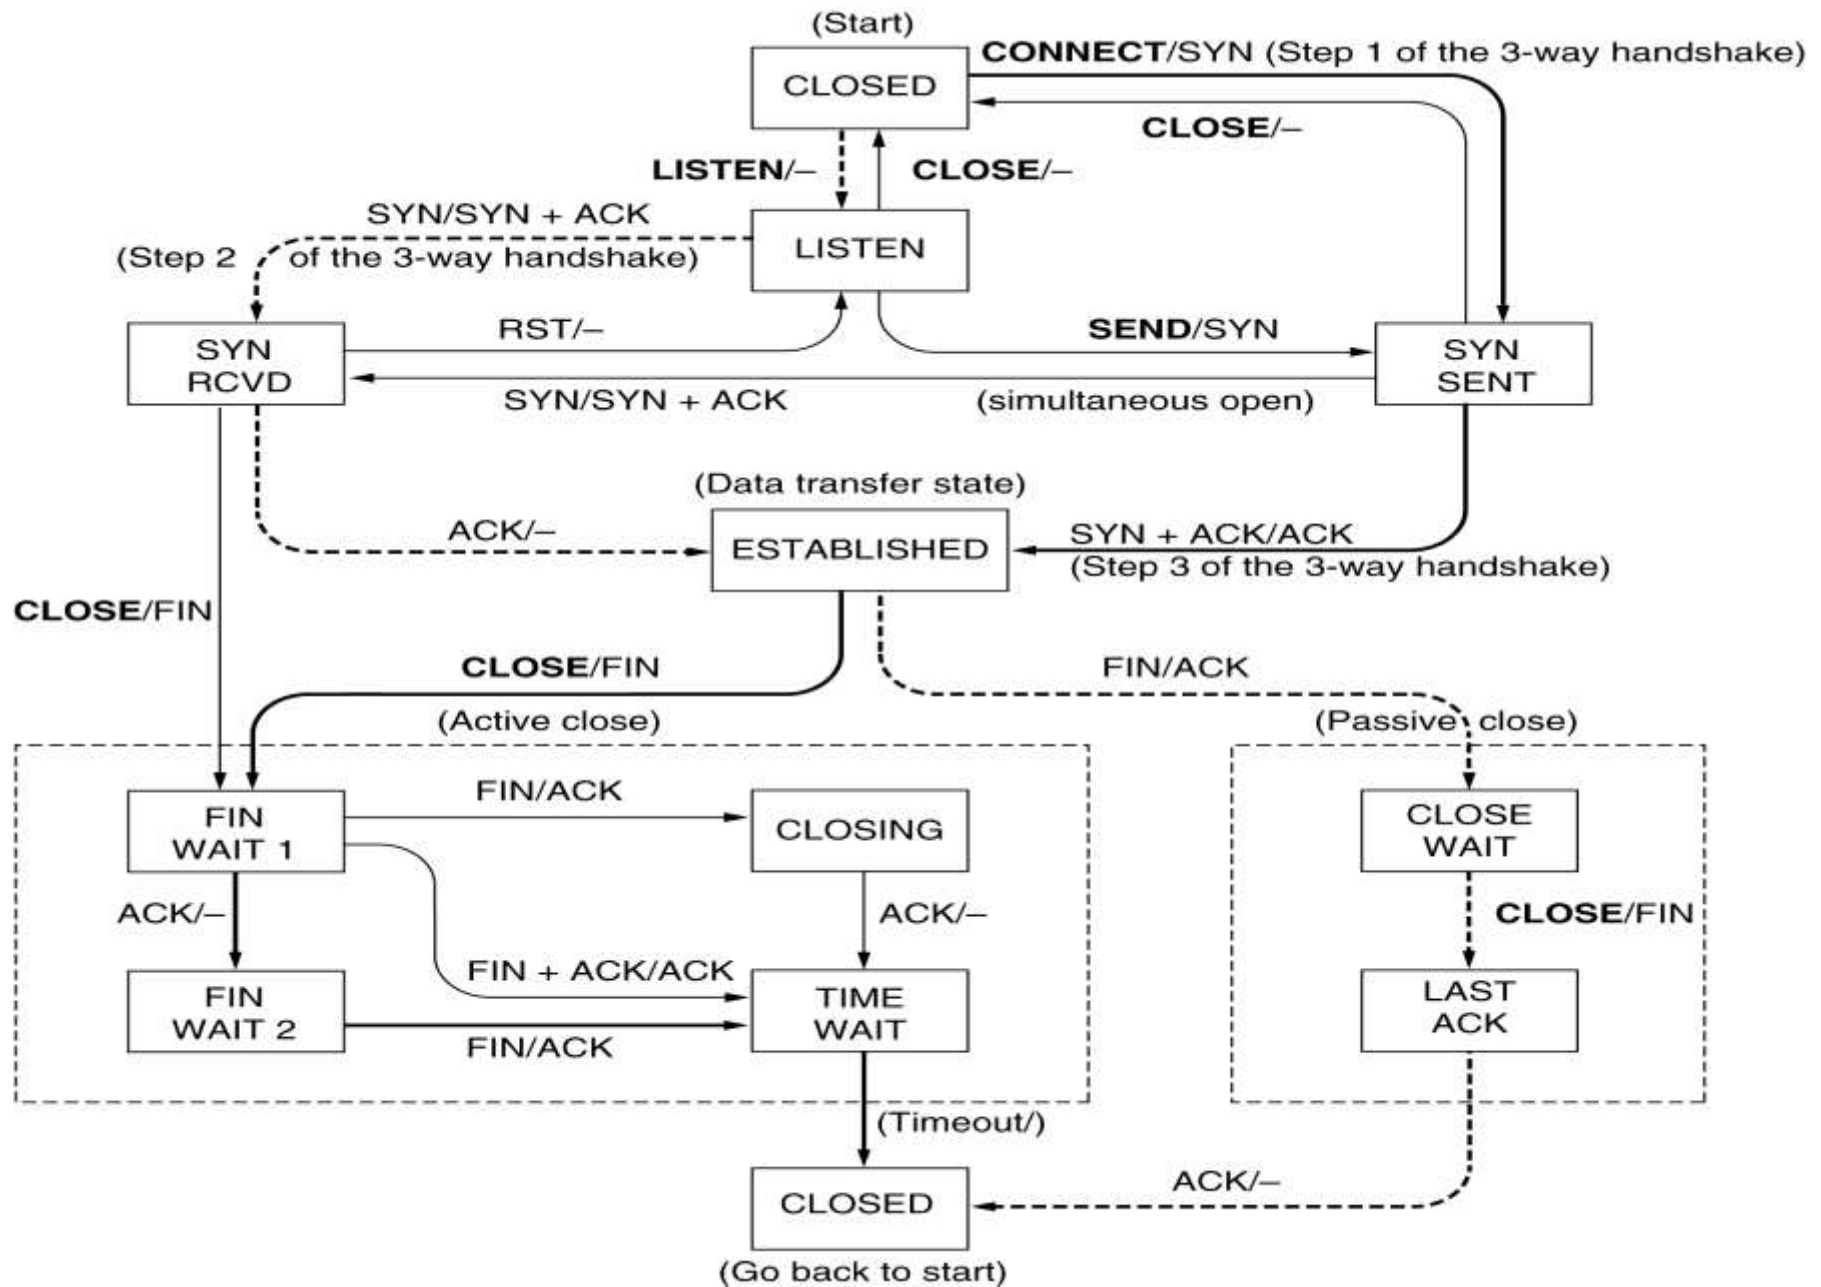 (Start)
CLOSED
CONNECT/SYN (Step 1 of the 3-way handshake)
CLOSE/–
LISTEN/–
CLOSE/–
SYN/SYN + ACK
(Step 2 of the 3-way handshake)
LISTEN
RST/–
SEND/SYN
SYN
RCVD
SYN
SENT
SYN/SYN + ACK
(simultaneous open)
(Data transfer state)
ACK/–
ESTABLISHED
SYN + ACK/ACK
(Step 3 of the 3-way handshake)
CLOSE/FIN
CLOSE/FIN
FIN/ACK
(Active close)
(Passive close)
FIN
WAIT 1
FIN/ACK
CLOSING
CLOSE
WAIT
ACK/–
ACK/–
CLOSE/FIN
FIN + ACK/ACK
FIN
WAIT 2
FIN/ACK
TIME
WAIT
LAST
ACK
(Timeout/)
ACK/–
CLOSED
(Go back to start)